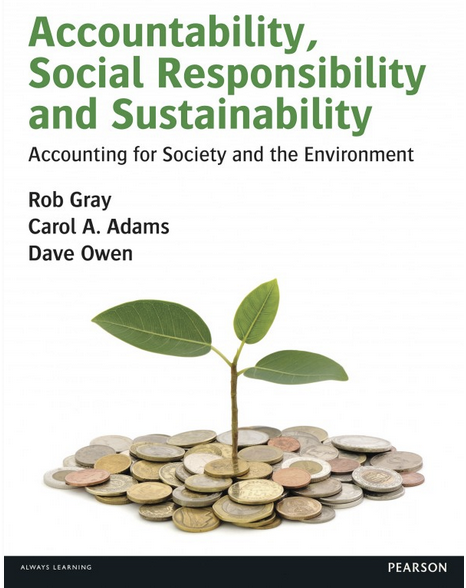 Accountability,
Social Responsibility
and Sustainability
Accounting for Society and the Environment
Rob Gray
Carol A. Adams
Dave Owen
ALWAYS LEARNING
PEARSON